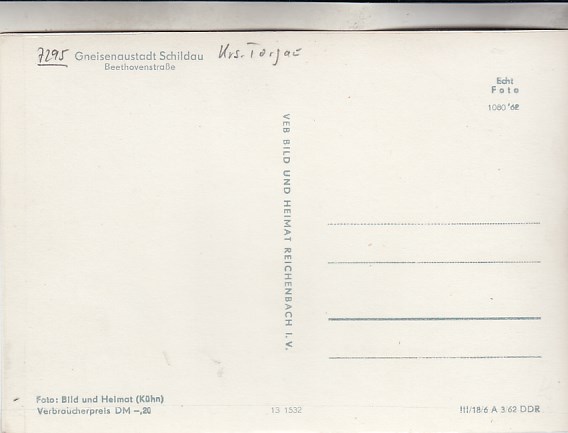 7295 Gneisenaustadt Schildau Krs. Torgau
Beethovenstraße
Echt
Foto
1080 '62
VEB BILD UND HEIMAT REICHENBACH I. V.
Foto: Bild und Heimat (Kühn)
Verbraucherpreis DM -,20
13 1532
III/18/6 A 3/62 DDR